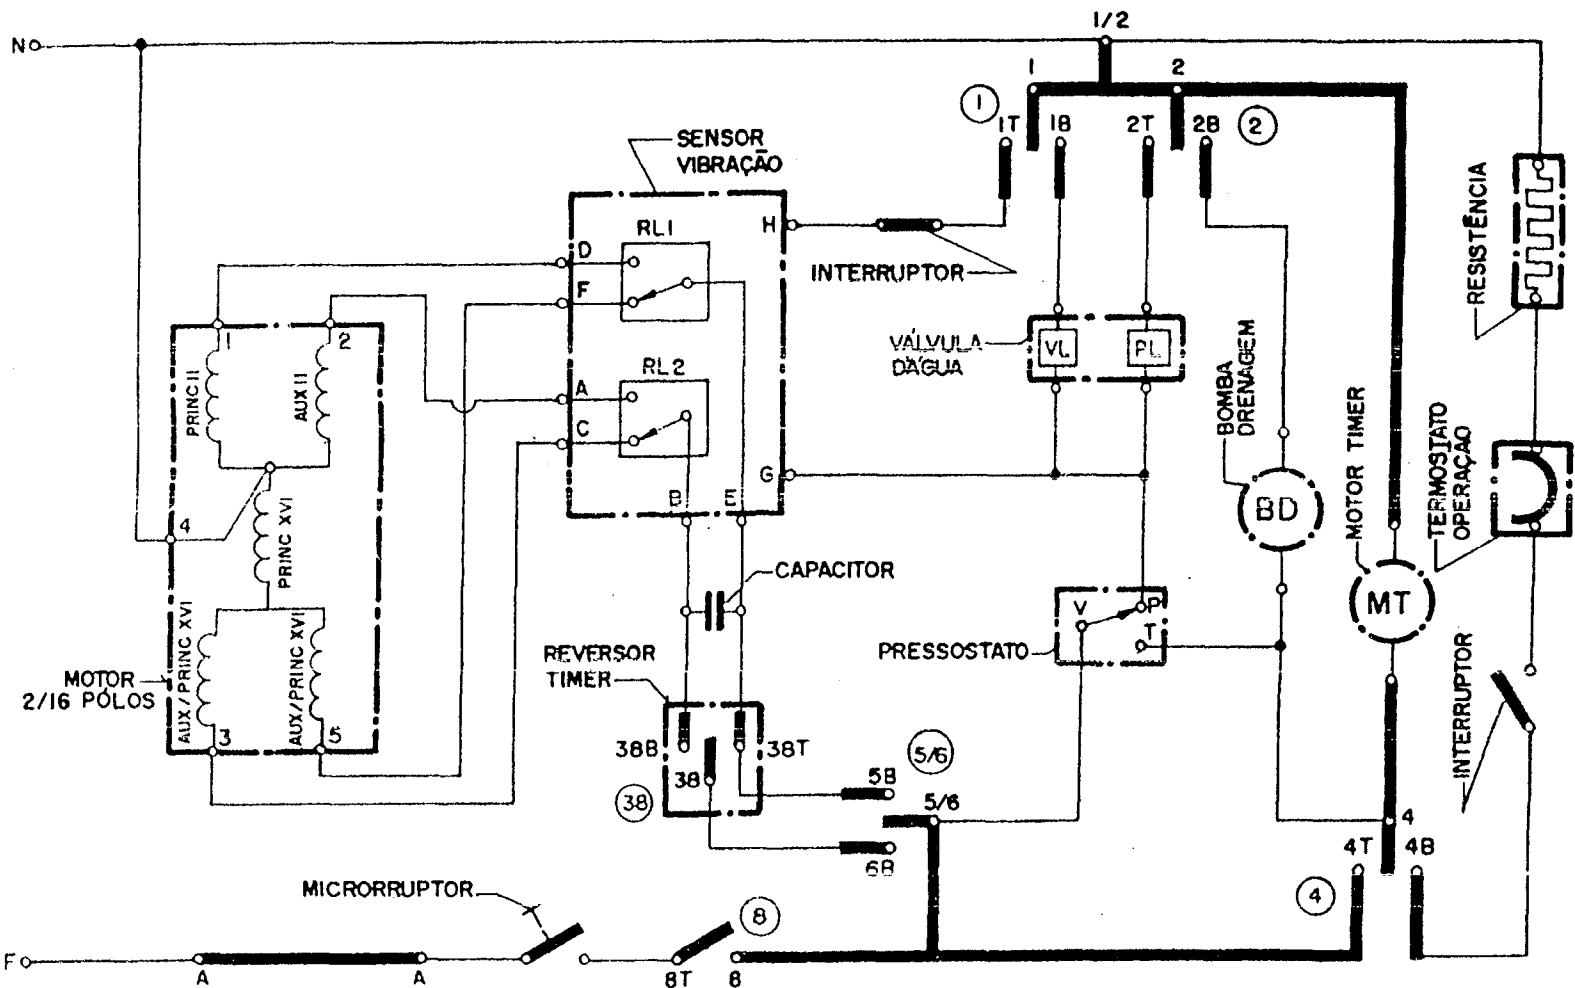 N
1/2
1
2
1
1T
1B
2T
2B
2
SENSOR
VIBRAÇÃO
RL1
H
D
F
INTERRUPTOR
RESISTÊNCIA
1
2
PRINC II
AUX II
RL2
A
C
VÁLVULA
D'ÁGUA
VL
PL
BOMBA
DRENAGEM
MOTOR TIMER
TERMOSTATO
OPERAÇÃO
G
B
E
4
PRINC XVI
BD
CAPACITOR
MT
V
P
T
PRESSOSTATO
AUX/PRINC XVI
AUX/PRINC XVI
MOTOR
2/16 PÓLOS
3
5
REVERSOR
TIMER
INTERRUPTOR
38B
38T
38
38
5/6
5B
5/6
6B
4
4T
4B
4
MICRORRUPTOR
8
F
A
A
8T
8